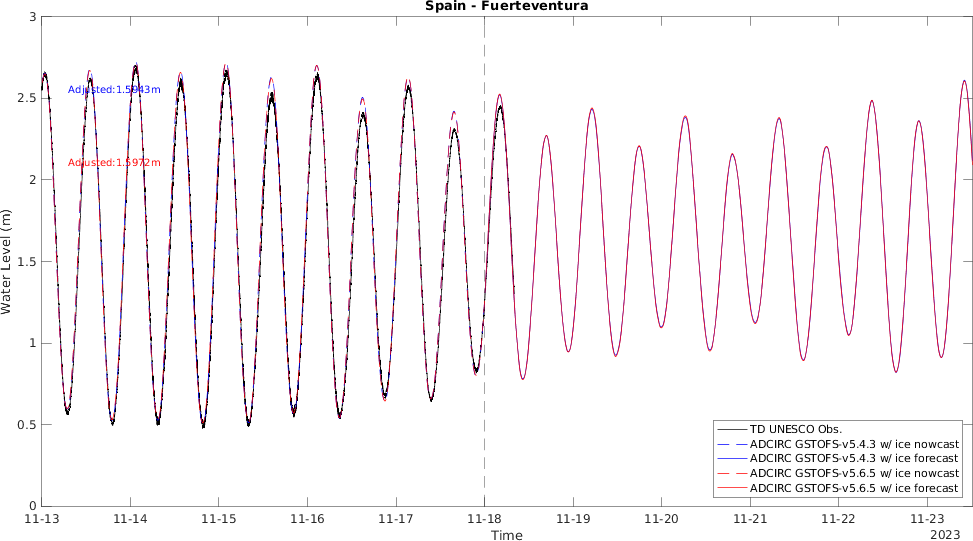 Spain - Fuerteventura
3
2.5
2
1.5
1
0.5
0
Water Level (m)
Adjusted:1.5943m
Adjusted:1.5972m
TD UNESCO Obs.
ADCIRC GSTOFS-v5.4.3 w/ ice nowcast
ADCIRC GSTOFS-v5.4.3 w/ ice forecast
ADCIRC GSTOFS-v5.6.5 w/ ice nowcast
ADCIRC GSTOFS-v5.6.5 w/ ice forecast
11-13 11-14 11-15 11-16 11-17 11-18 11-19 11-20 11-21 11-22 11-23
Time
2023